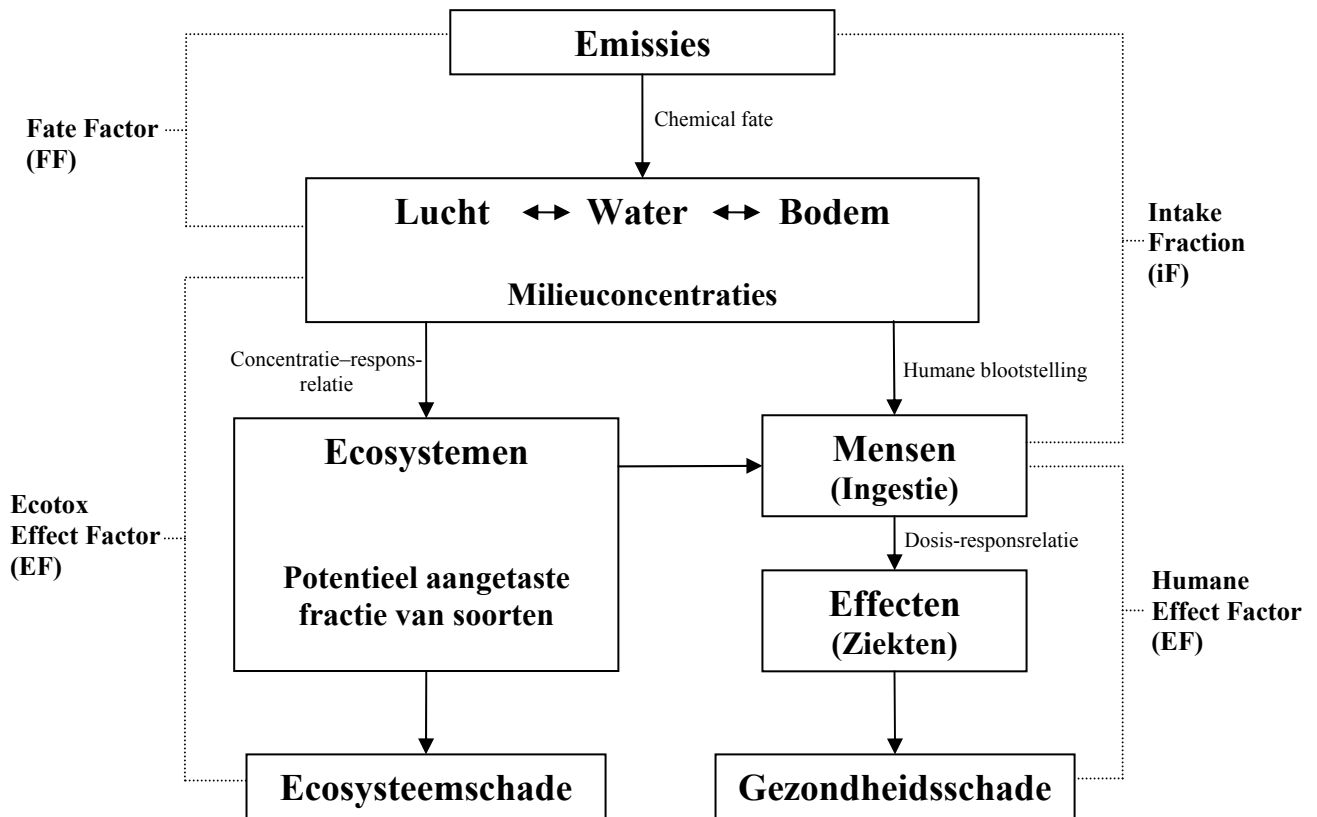 Emissies
Chemical fate
Fate Factor
(FF)
Lucht Water Bodem
Milieuconcentraties
Intake
Fraction
(iF)
Concentratie–respons-
relatie
Humane blootstelling
Ecosystemen
Potentieel aangetaste
fractie van soorten
Mensen
(Ingestie)
Ecotox
Effect Factor
(EF)
Dosis-responsrelatie
Effecten
(Ziekten)
Humane
Effect Factor
(EF)
Ecosysteemschade
Gezondheidsschade